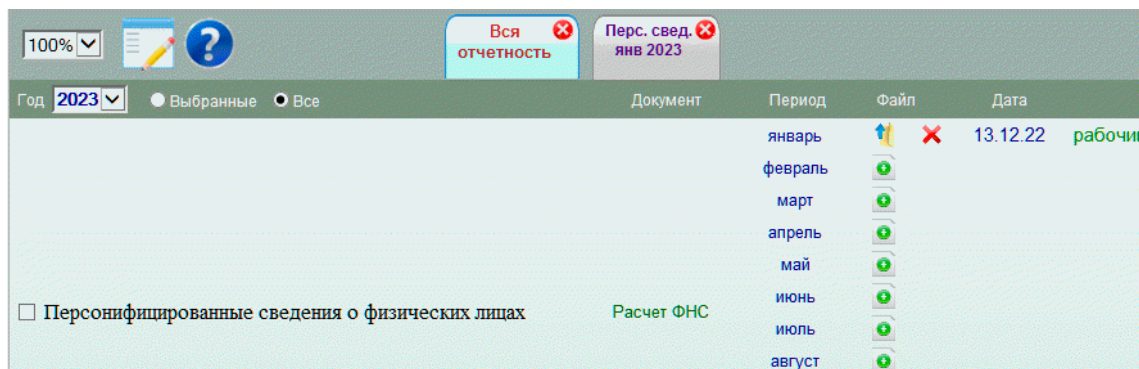 100%
Вся отчетность
Перс. свед. янв 2023
Год 2023 Выбранные Все Документ Период Файл Дата
январь 13.12.22
февраль
март
апрель
май
июнь
Персонифицированные сведения о физических лицах Расчет ФНС
июль
август